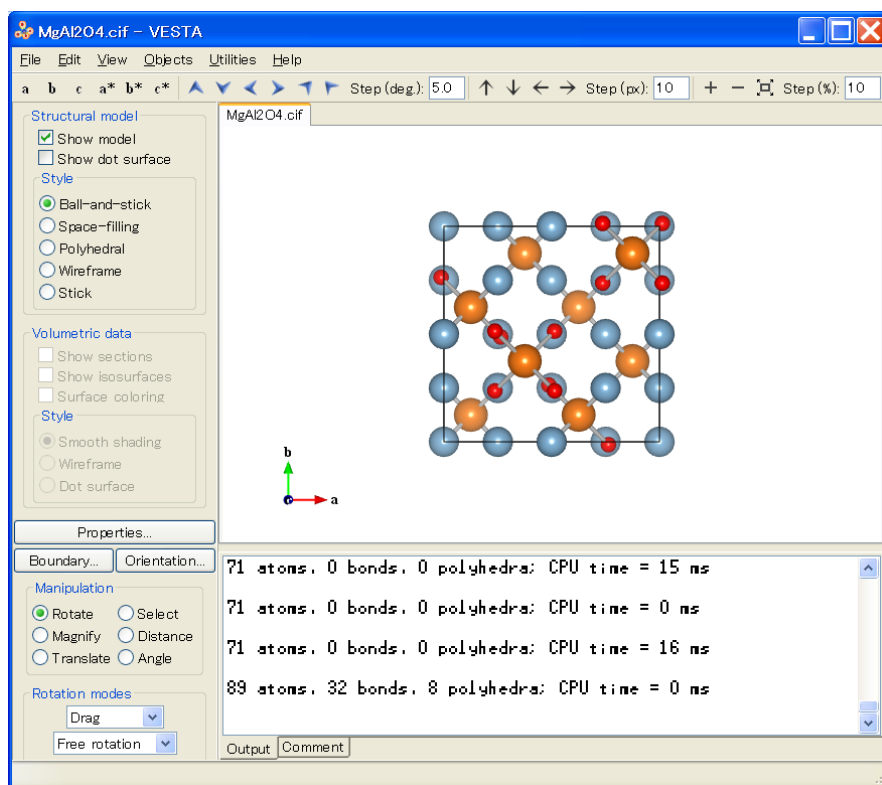 MgAl2O4.cif - VESTA
File Edit View Objects Utilities Help
a b c a* b* c* Step (deg.): 5.0 Step (px): 10 Step (%): 10
Structural model
Show model
Show dot surface
Style
Ball-and-stick
Space-filling
Polyhedral
Wireframe
Stick
Volumetric data
Show sections
Show isosurfaces
Surface coloring
Style
Smooth shading
Wireframe
Dot surface
Properties...
Boundary... Orientation...
Manipulation
Rotate Select
Magnify Distance
Translate Angle
Rotation modes
Drag
Free rotation
MgAl2O4.cif
b
a
71 atoms, 0 bonds, 0 polyhedra; CPU time = 15 ms
71 atoms, 0 bonds, 0 polyhedra; CPU time = 0 ms
71 atoms, 0 bonds, 0 polyhedra; CPU time = 16 ms
89 atoms, 32 bonds, 8 polyhedra; CPU time = 0 ms
Output Comment